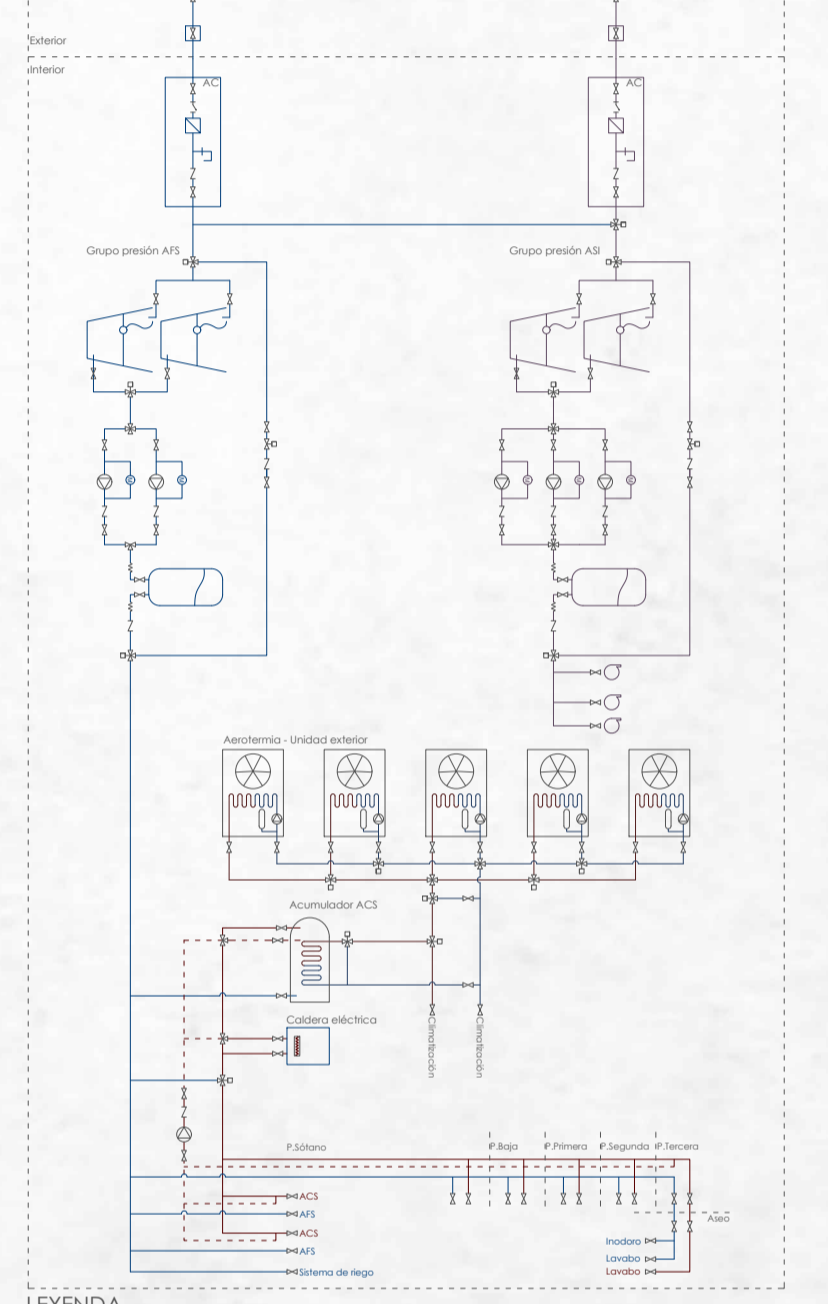 Exterior
Interior
AC
AC
Grupo presión AFS
Grupo presión ASI
Aerotermia - Unidad exterior
Acumulador ACS
Caldera eléctrica
Climatización
Climatización
P.Sótano
P.Baja
P.Primera
P.Segunda
P.Tercera
ACS
AFS
ACS
AFS
Sistema de riego
Aseo
Inodoro
Lavabo
Lavabo